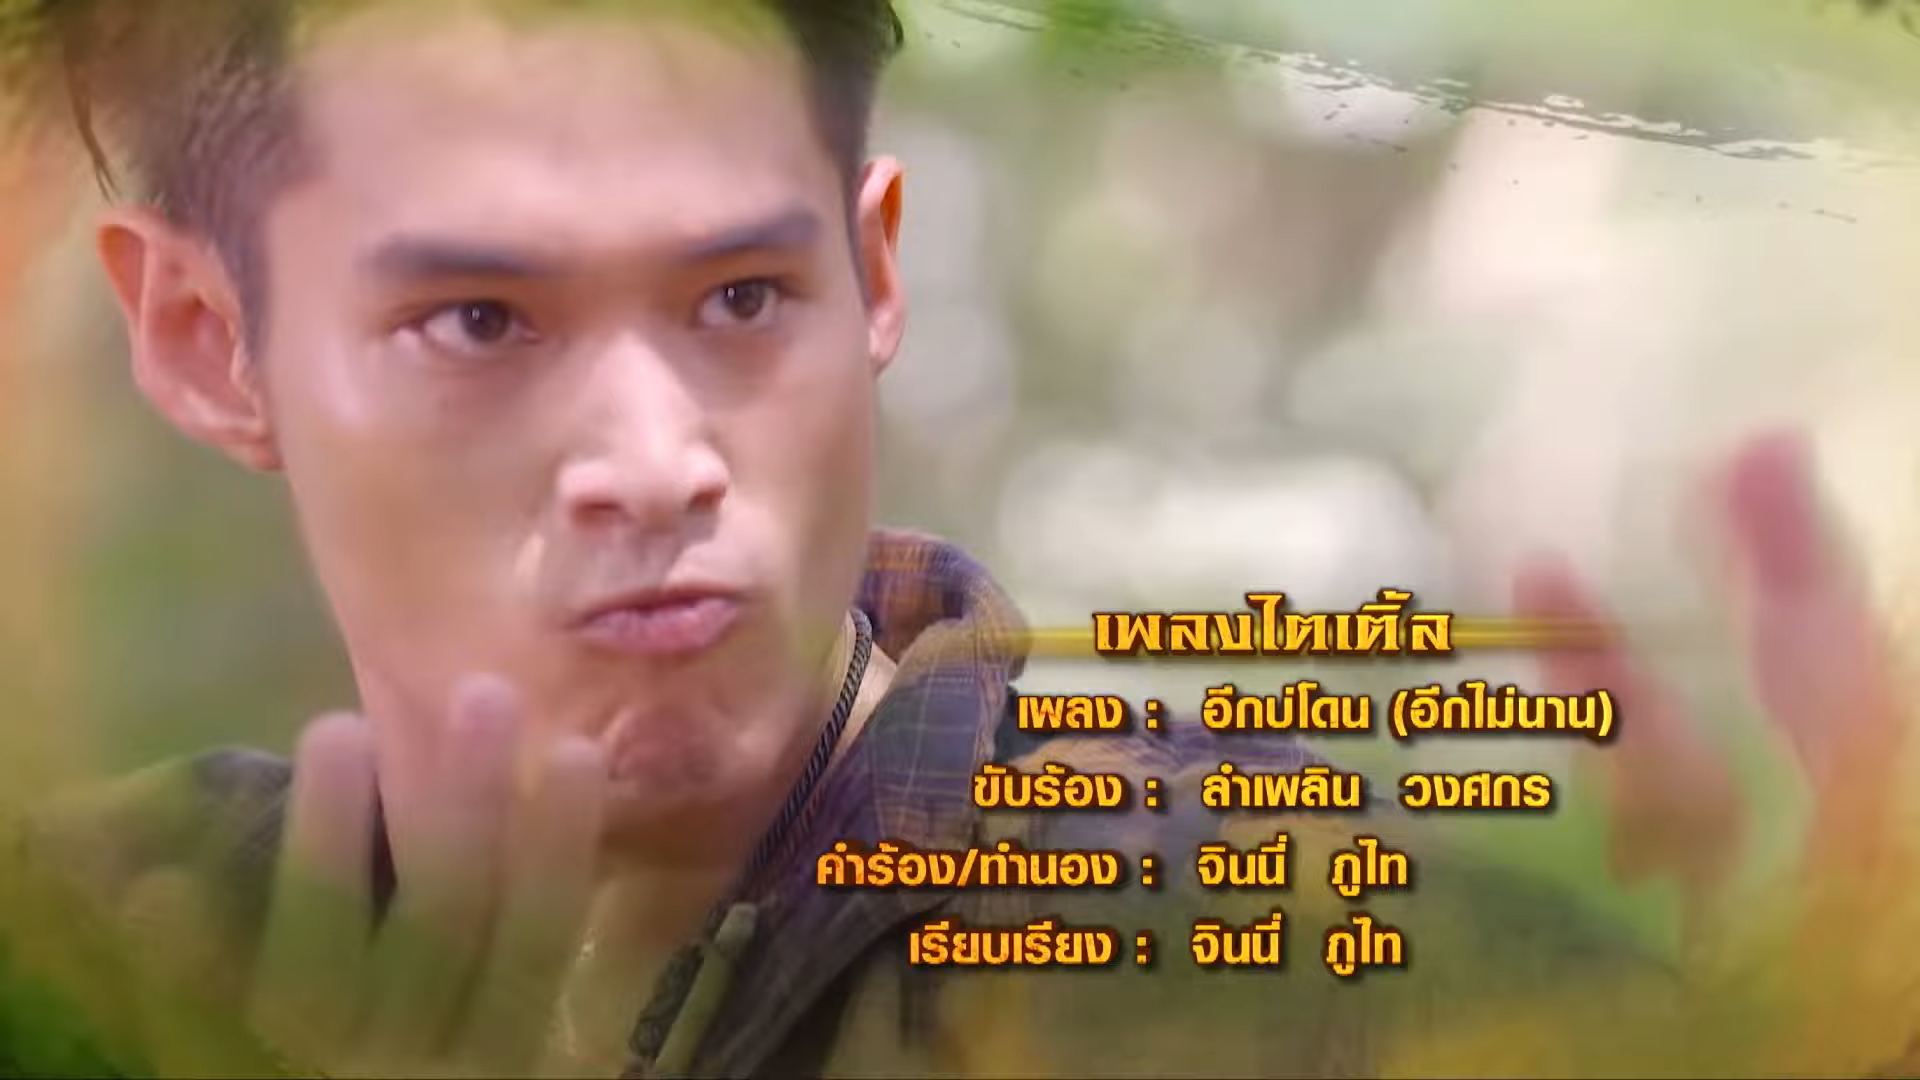 เพลงไตเติ้ล
เพลง : อีกบ่โดน (อีกไม่นาน)
ขับร้อง : ลำเพลิน วงศกร
คำร้อง/ทำนอง : จินนี่ ภูไท
เรียบเรียง : จินนี่ ภูไท